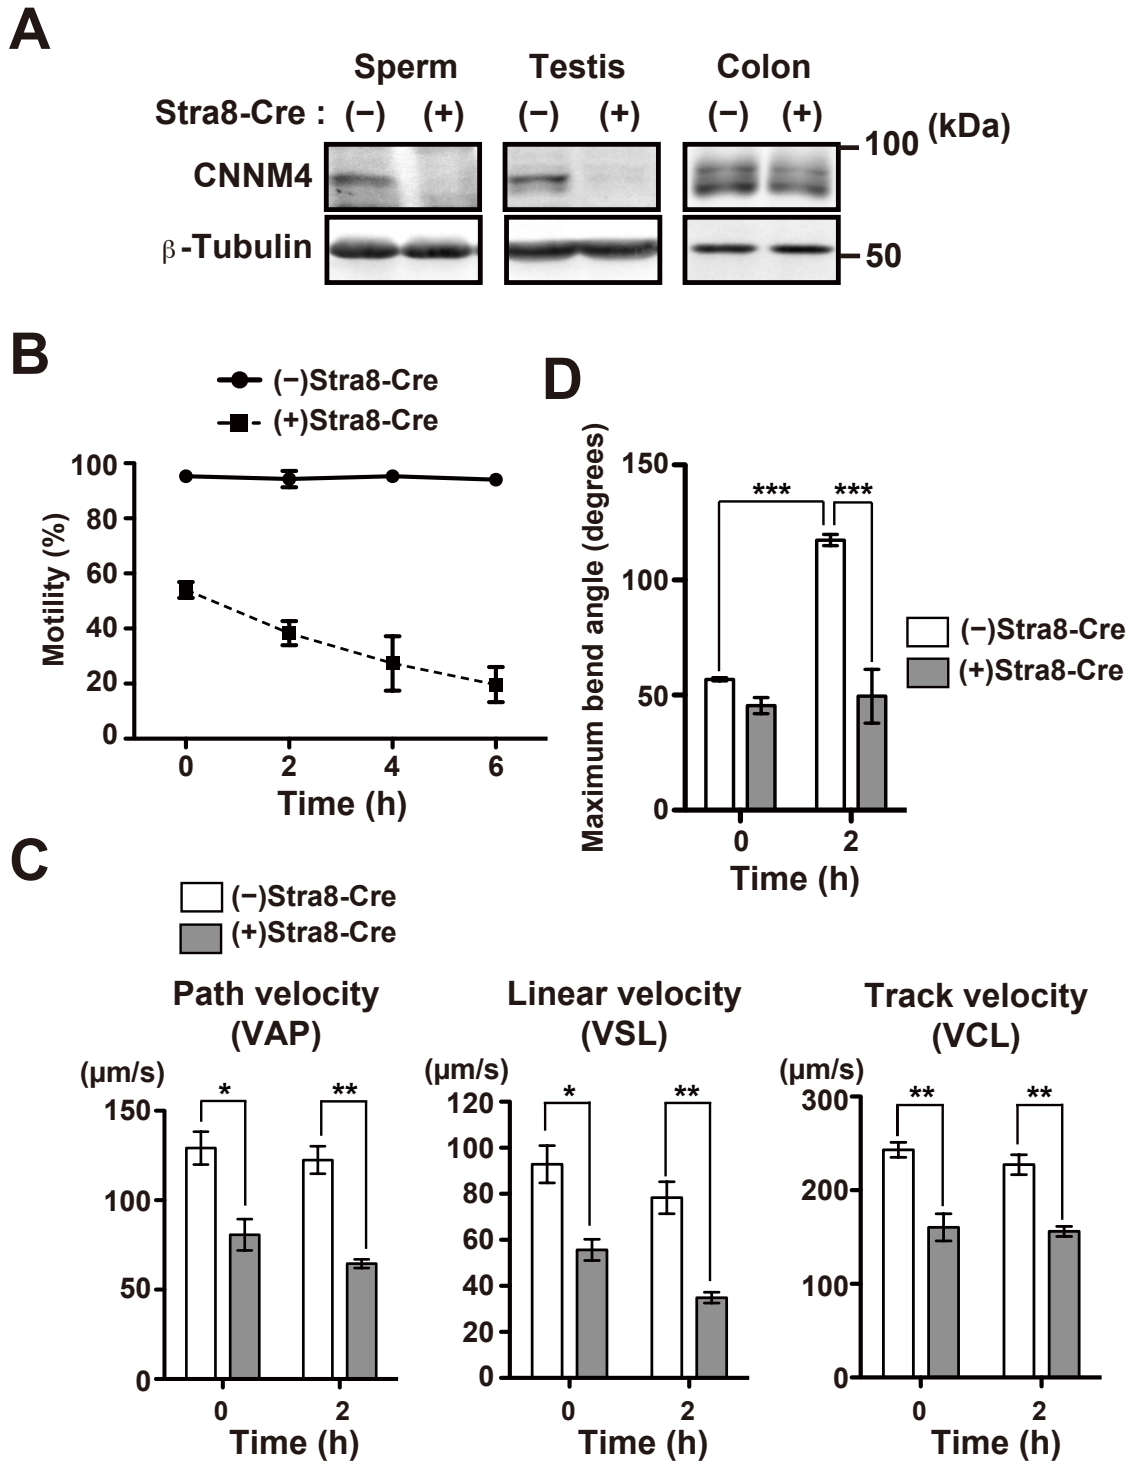 A
Sperm Testis Colon
Stra8-Cre : (−) (+) (−) (+) (−) (+) (kDa)
CNNM4 100
β-Tubulin 50
B
(−)Stra8-Cre
(+)Stra8-Cre
Motility (%)
100
80
60
40
20
0
0 2 4 6
Time (h)
D
Maximum bend angle (degrees)
150
100
50
0
*** ***
(−)Stra8-Cre
(+)Stra8-Cre
0 2
Time (h)
C
(−)Stra8-Cre
(+)Stra8-Cre
Path velocity
(VAP)
(μm/s)
150
100
50
0
* **
0 2
Time (h)
Linear velocity
(VSL)
(μm/s)
120
100
80
60
40
20
0
* **
0 2
Time (h)
Track velocity
(VCL)
(μm/s)
300
200
100
0
** **
0 2
Time (h)